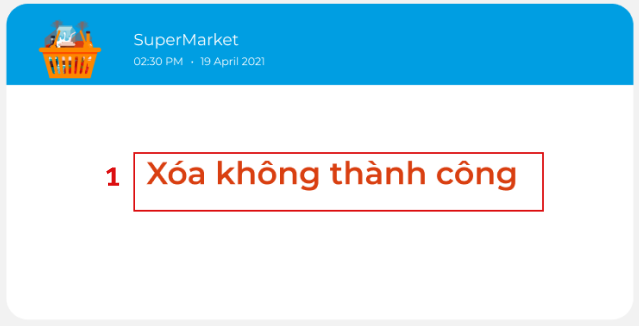 SuperMarket
02:30 PM • 19 April 2021
1
Xóa không thành công